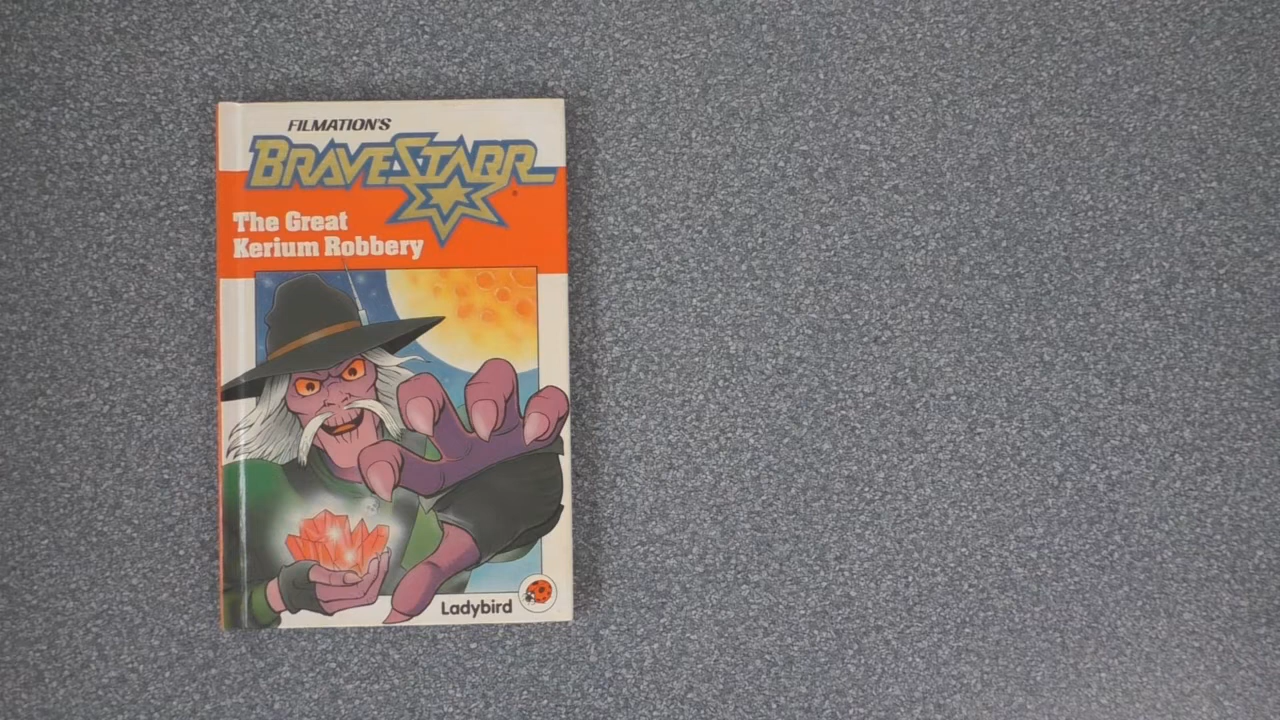 FILMATION'S
BRAVESTARR
The Great
Kerium Robbery
Ladybird